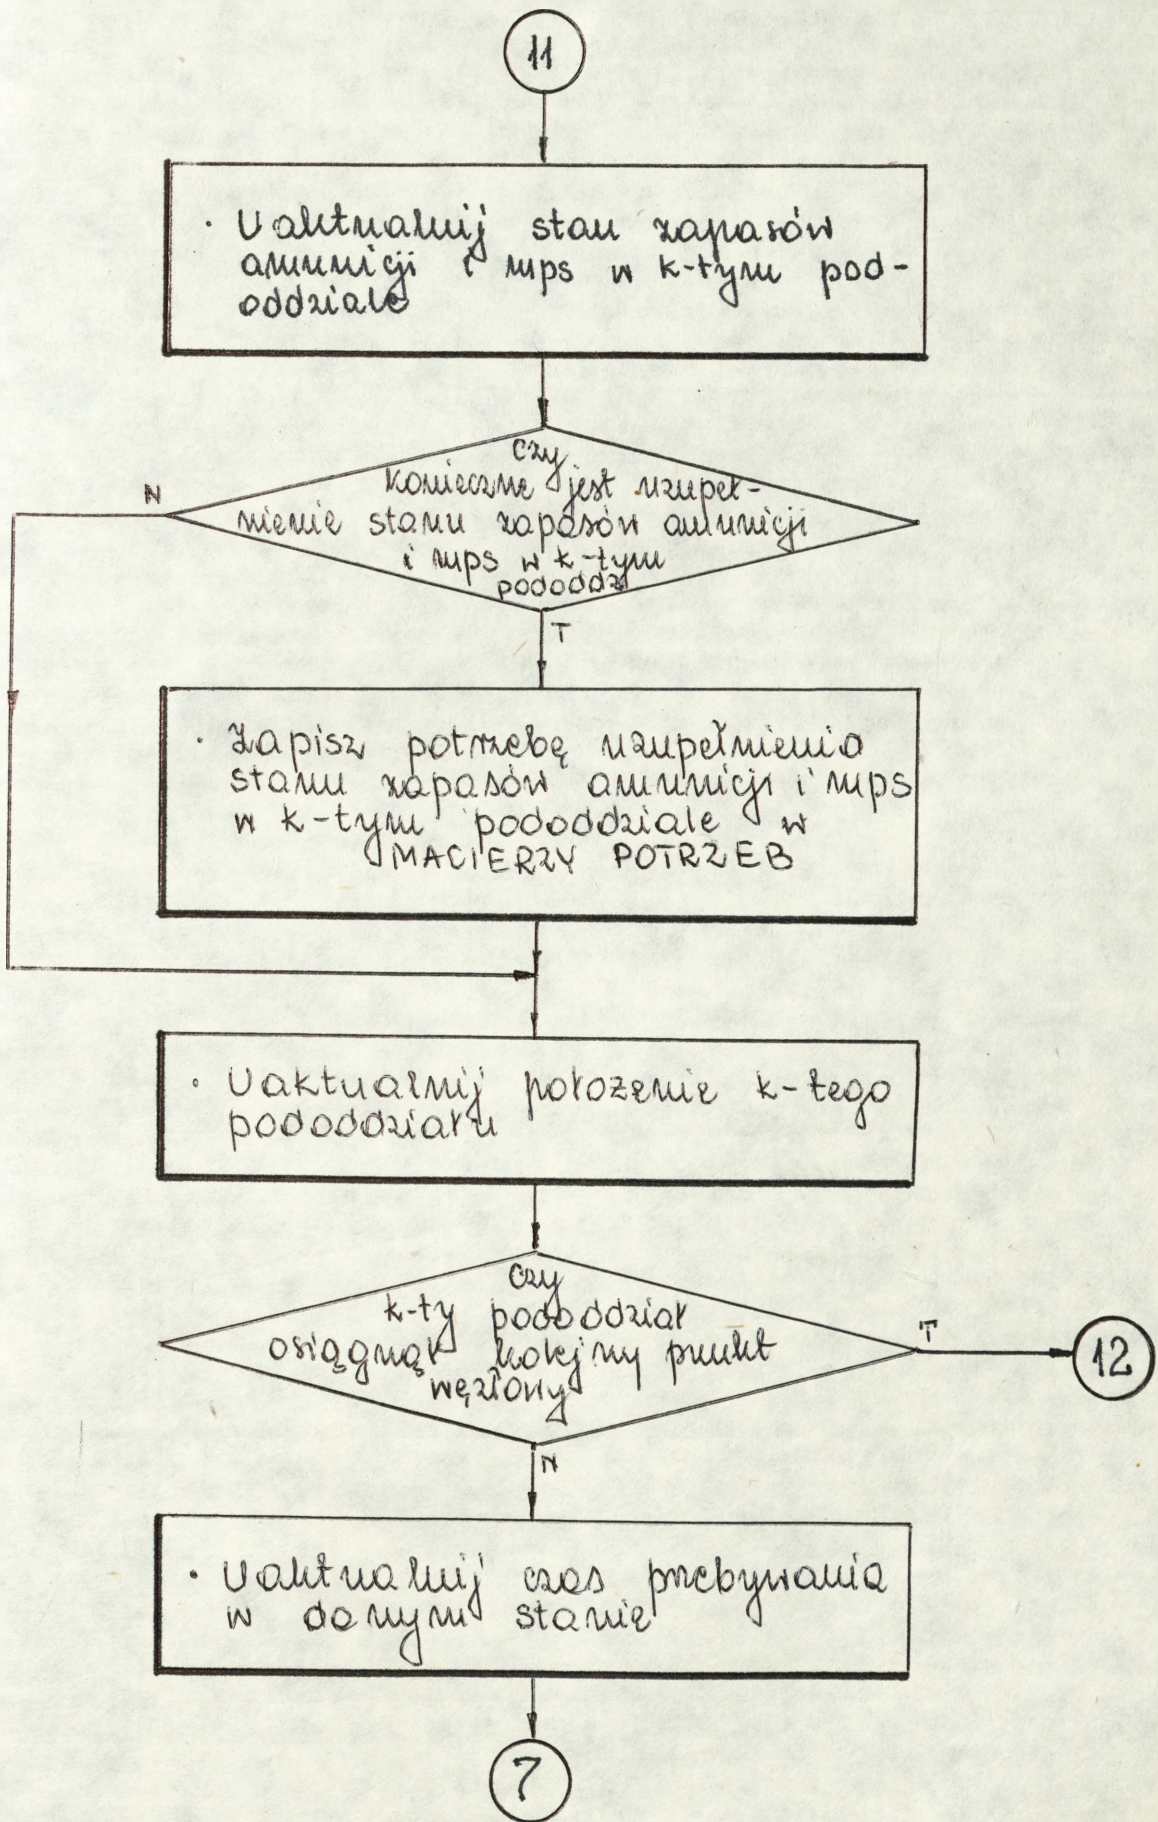 11
· Uaktualnij stan zapasów
amunicji i mps w k-tym pod-
oddziale
czy
konieczne jest uzupeł-
nienie stanu zapasów amunicji
i mps w k-tym
pododdz
N
T
· Zapisz potrzebę uzupełnienia
stanu zapasów amunicji i mps
w k-tym pododdziale w
MACIERZY POTRZEB
· Uaktualnij położenie k-tego
pododdziału
czy
k-ty pododdział
osiągnął kolejny punkt
węzłowy
T
12
N
· Uaktualnij czas przebywania
w danym stanie
7